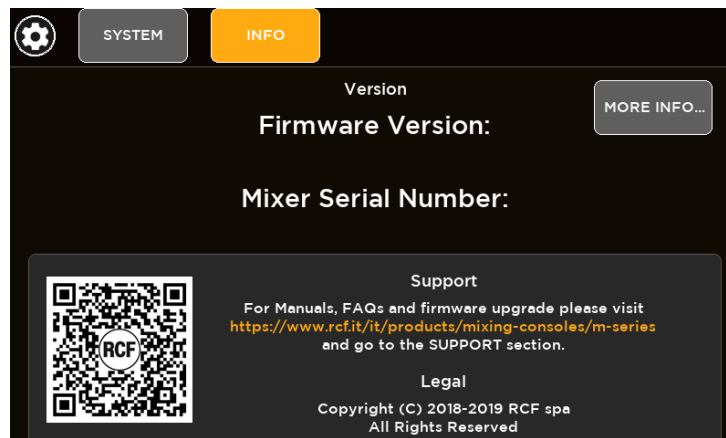 SYSTEM
INFO
Version
MORE INFO...
Firmware Version:
Mixer Serial Number:
Support
For Manuals, FAQs and firmware upgrade please visit
https://www.rcf.it/it/products/mixing-consoles/m-series
and go to the SUPPORT section.
RCF
Legal
Copyright (C) 2018-2019 RCF spa
All Rights Reserved